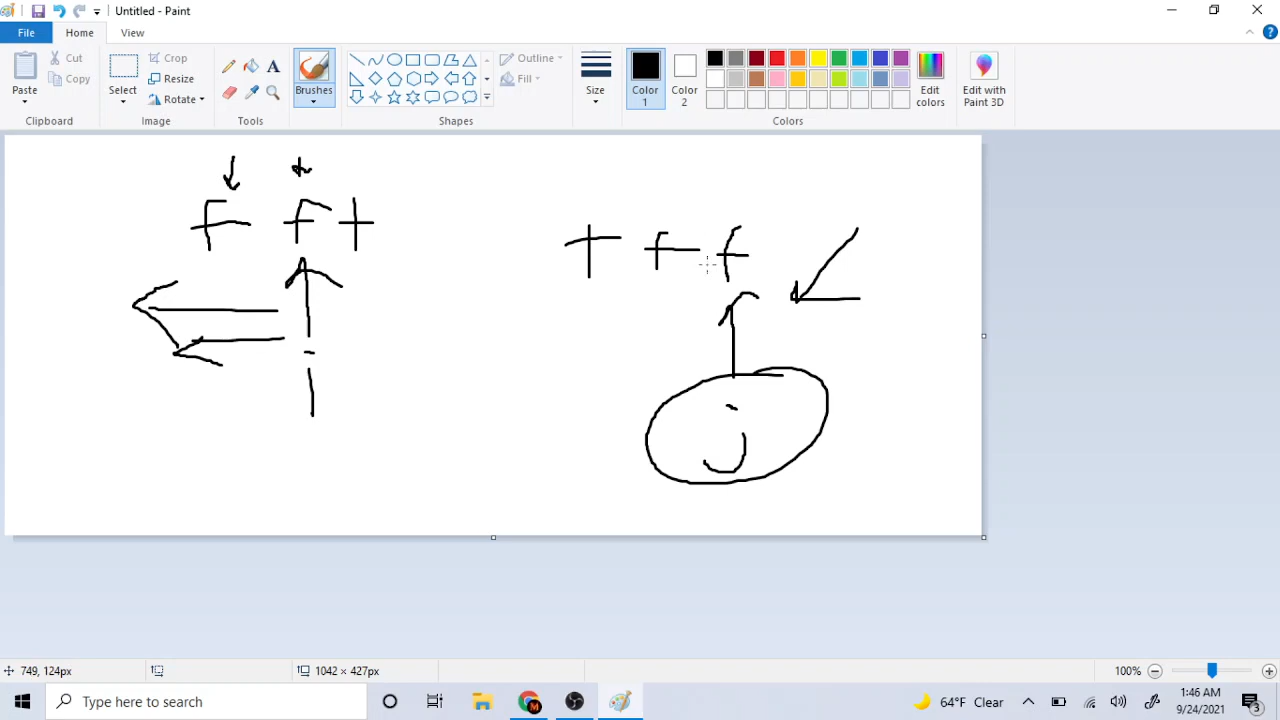 Untitled - Paint
File
Home
View
Paste
Cut
Copy
Clipboard
Select
Crop
Resize
Rotate
Image
A
Tools
Brushes
Outline
Fill
Shapes
Size
Color 1
Color 2
Edit colors
Colors
Edit with Paint 3D
F f t
T f f
i
j
749, 124px
1042 × 427px
100%
Type here to search
M
64°F Clear
1:46 AM
9/24/2021
3